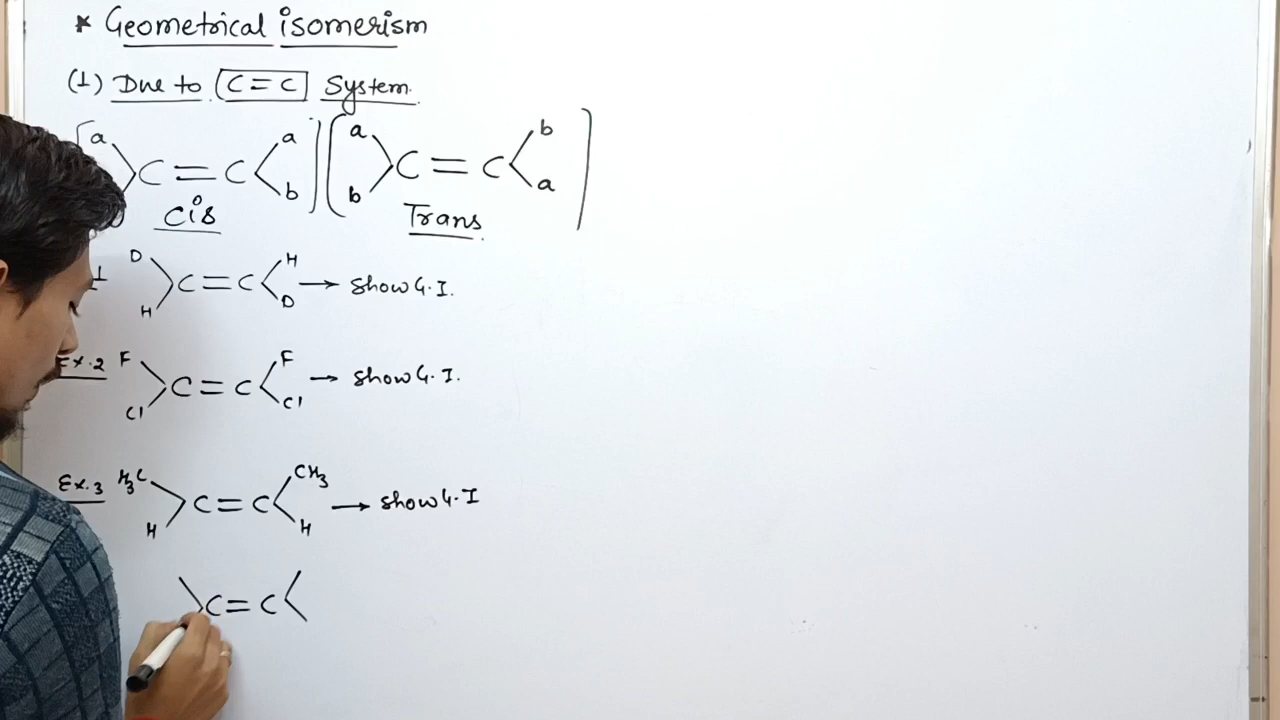 * Geometrical isomerism
(1) Due to C = C System.
a a a b
C = C C = C
b b a
Cis Trans
D H
1 C = C → Show G.I.
H D
Ex.2 F F
C = C → Show G.I.
Cl Cl
Ex.3 H3C CH3
C = C → Show G.I
H H
C = C